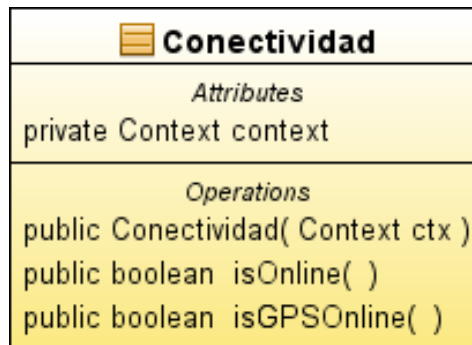 Conectividad
Attributes
private Context context
Operations
public Conectividad( Context ctx )
public boolean isOnline( )
public boolean isGPSOnline( )